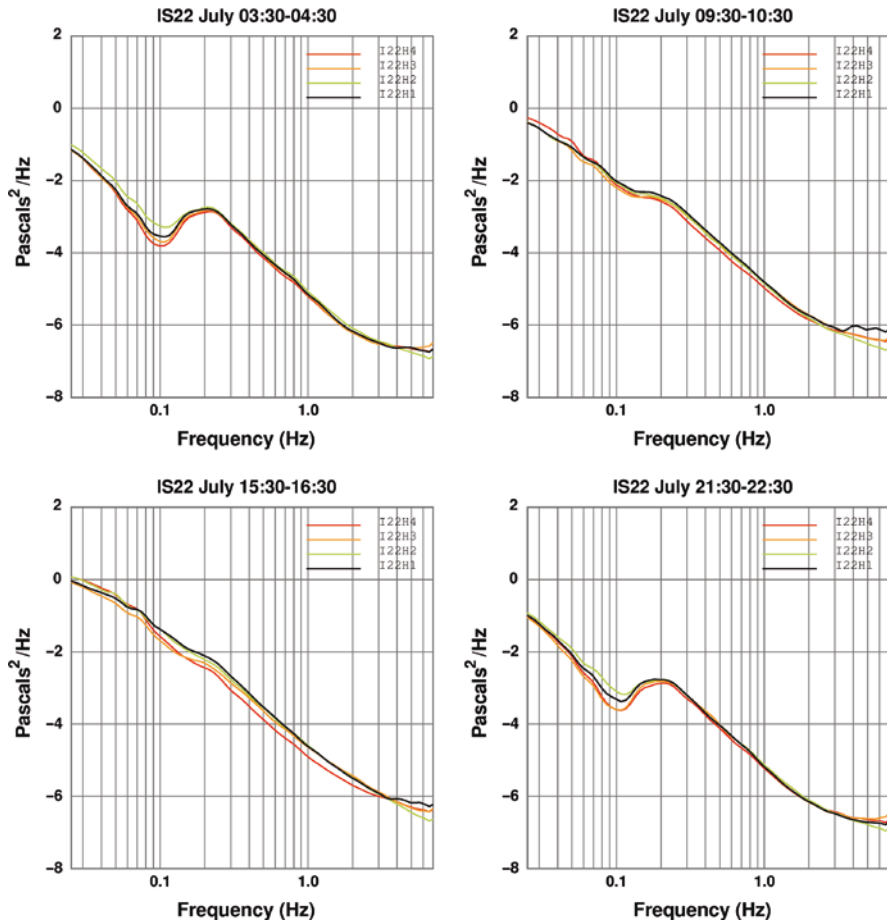 IS22 July 03:30-04:30
I22H4
I22H3
I22H2
I22H1
2
0
−2
−4
−6
−8
Pascals²/Hz
0.1 1.0
Frequency (Hz)
IS22 July 09:30-10:30
I22H4
I22H3
I22H2
I22H1
2
0
−2
−4
−6
−8
Pascals²/Hz
0.1 1.0
Frequency (Hz)
IS22 July 15:30-16:30
I22H4
I22H3
I22H2
I22H1
2
0
−2
−4
−6
−8
Pascals²/Hz
0.1 1.0
Frequency (Hz)
IS22 July 21:30-22:30
I22H4
I22H3
I22H2
I22H1
2
0
−2
−4
−6
−8
Pascals²/Hz
0.1 1.0
Frequency (Hz)